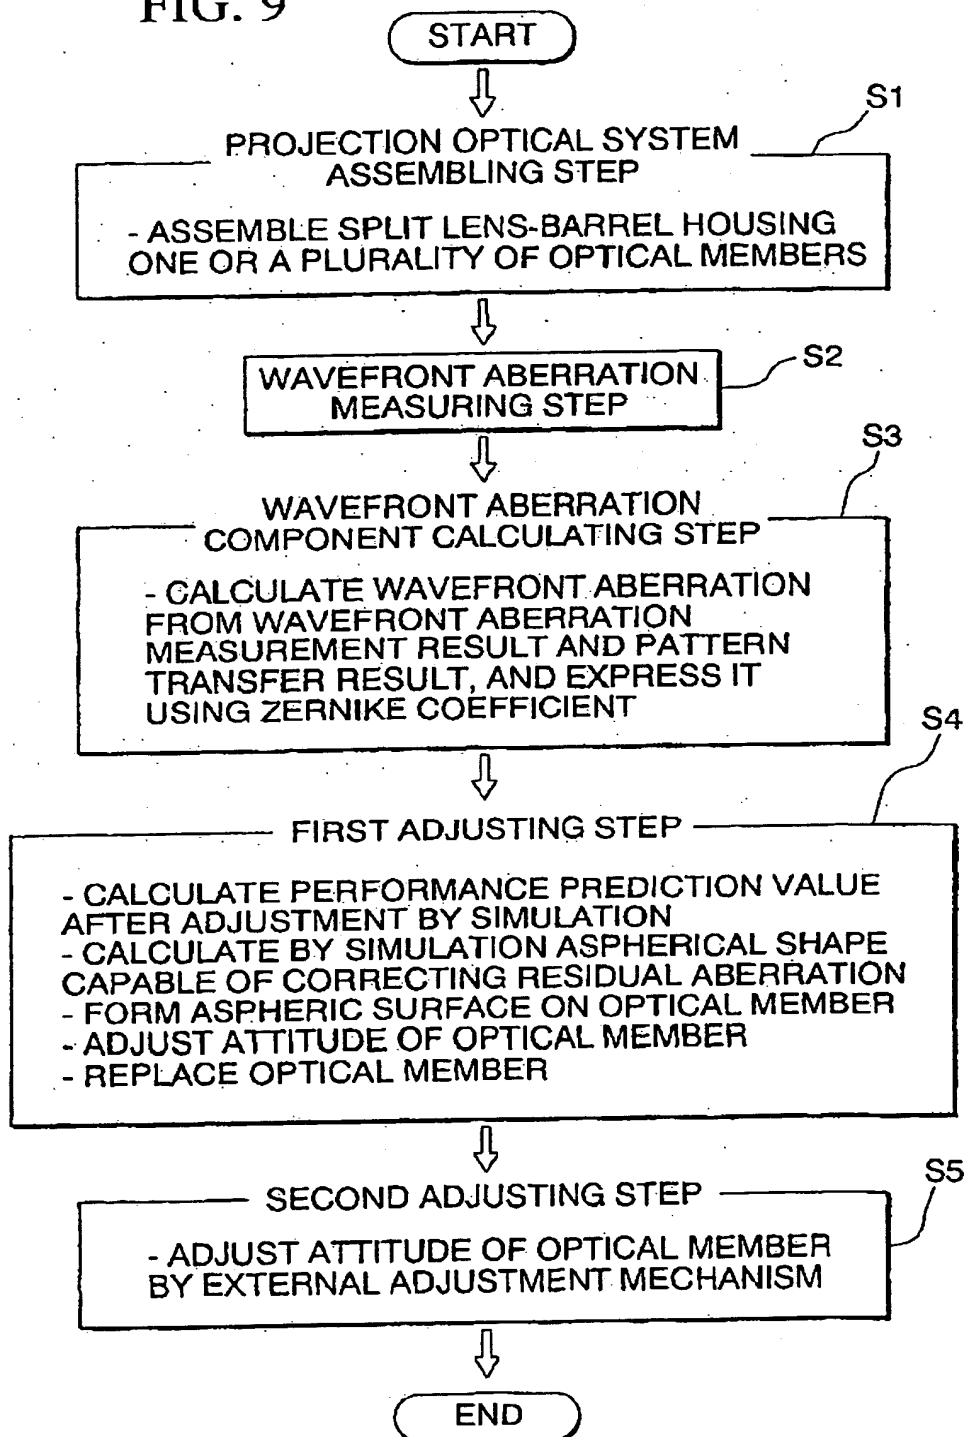 FIG. 9
START
S1
PROJECTION OPTICAL SYSTEM
ASSEMBLING STEP
- ASSEMBLE SPLIT LENS-BARREL HOUSING
ONE OR A PLURALITY OF OPTICAL MEMBERS
S2
WAVEFRONT ABERRATION
MEASURING STEP
S3
WAVEFRONT ABERRATION
COMPONENT CALCULATING STEP
- CALCULATE WAVEFRONT ABERRATION
FROM WAVEFRONT ABERRATION
MEASUREMENT RESULT AND PATTERN
TRANSFER RESULT, AND EXPRESS IT
USING ZERNIKE COEFFICIENT
S4
FIRST ADJUSTING STEP
- CALCULATE PERFORMANCE PREDICTION VALUE
AFTER ADJUSTMENT BY SIMULATION
- CALCULATE BY SIMULATION ASPHERICAL SHAPE
CAPABLE OF CORRECTING RESIDUAL ABERRATION
- FORM ASPHERIC SURFACE ON OPTICAL MEMBER
- ADJUST ATTITUDE OF OPTICAL MEMBER
- REPLACE OPTICAL MEMBER
S5
SECOND ADJUSTING STEP
- ADJUST ATTITUDE OF OPTICAL MEMBER
BY EXTERNAL ADJUSTMENT MECHANISM
END